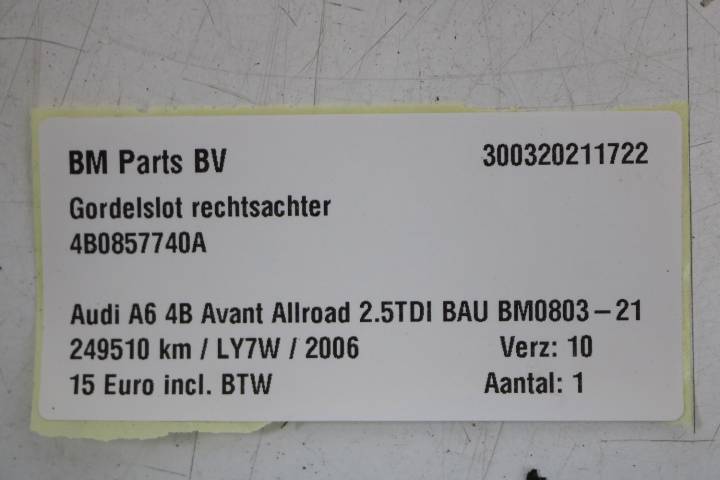 BM Parts BV 300320211722
Gordelslot rechtsachter
4B0857740A
Audi A6 4B Avant Allroad 2.5TDI BAU BM0803-21
249510 km / LY7W / 2006 Verz: 10
15 Euro incl. BTW Aantal: 1